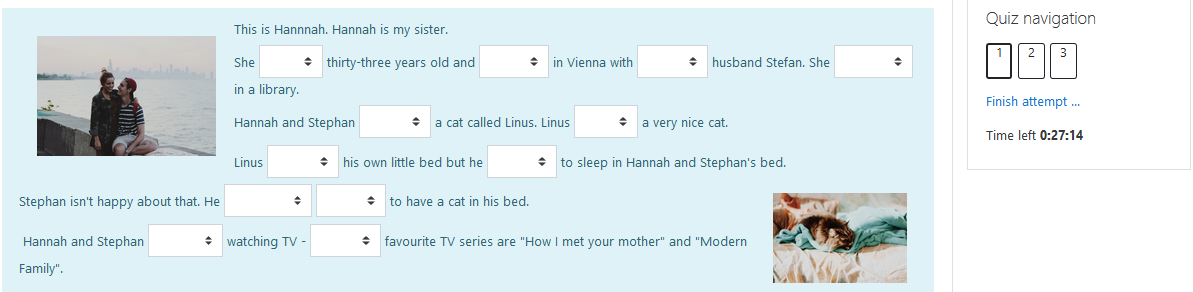 This is Hannnah. Hannah is my sister.
She thirty-three years old and in Vienna with husband Stefan. She
in a library.
Hannah and Stephan a cat called Linus. Linus a very nice cat.
Linus his own little bed but he to sleep in Hannah and Stephan's bed.
Stephan isn't happy about that. He to have a cat in his bed.
Hannah and Stephan watching TV - favourite TV series are "How I met your mother" and "Modern
Family".
Quiz navigation
1 2 3
Finish attempt ...
Time left 0:27:14